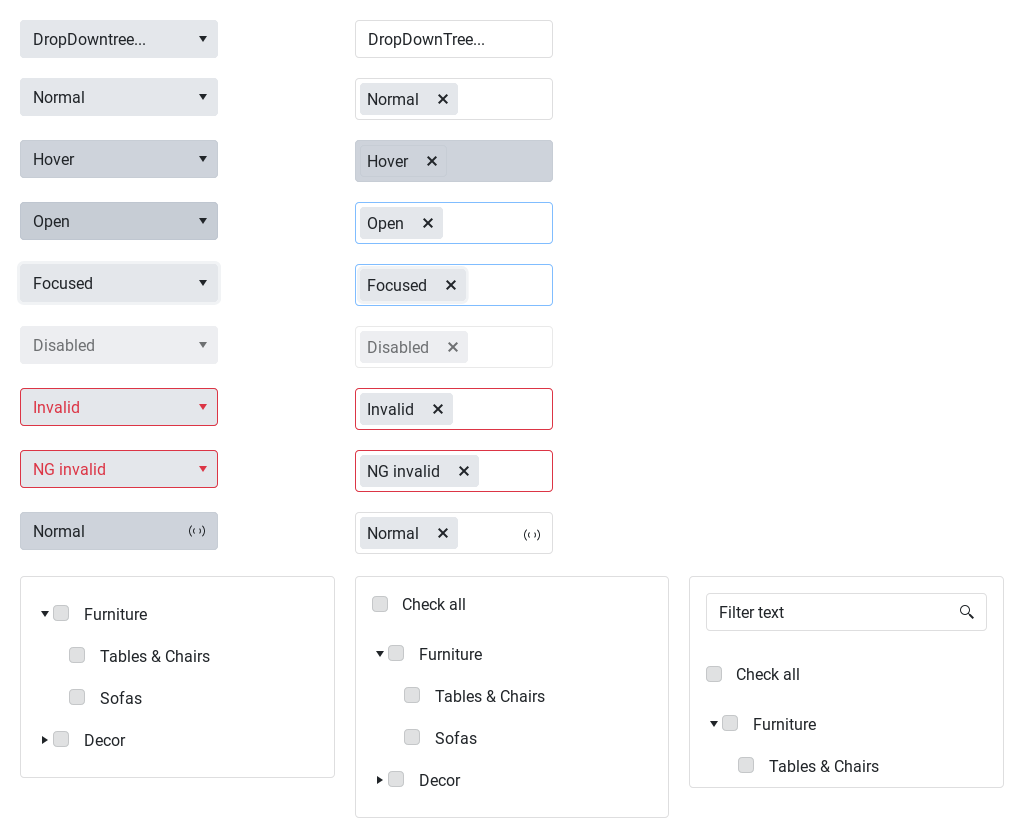 DropDowntree...
DropDownTree...
Normal
Normal
Hover
Hover
Open
Open
Focused
Focused
Disabled
Disabled
Invalid
Invalid
NG invalid
NG invalid
Normal
Normal
Furniture
Tables & Chairs
Sofas
Decor
Check all
Furniture
Tables & Chairs
Sofas
Decor
Filter text
Check all
Furniture
Tables & Chairs